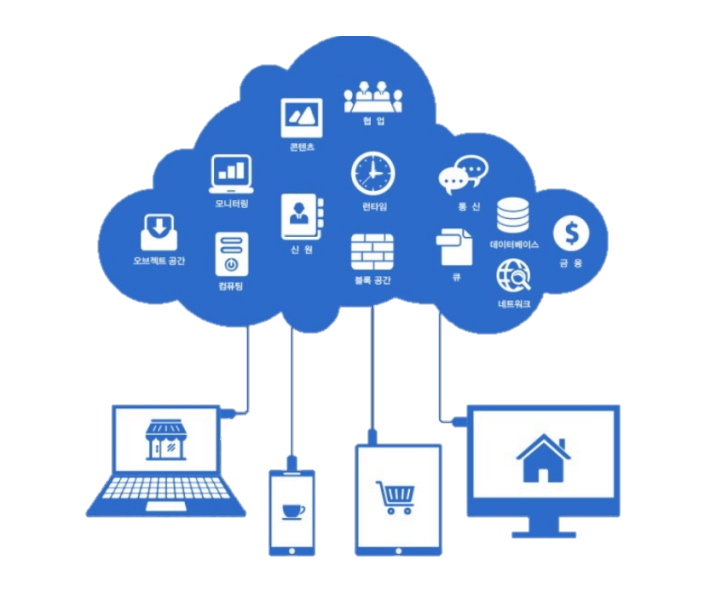 협 업
콘텐츠
모니터링
런타임
통 신
신 원
데이터베이스
오브젝트 공간
금 융
컴퓨팅
블록 공간
큐
네트워크